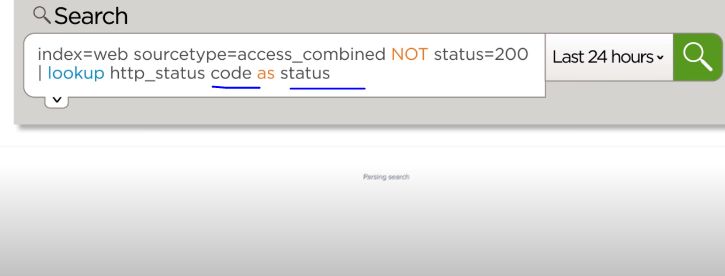 Search
index=web sourcetype=access_combined NOT status=200
| lookup http_status code as status
Last 24 hours
Parsing search